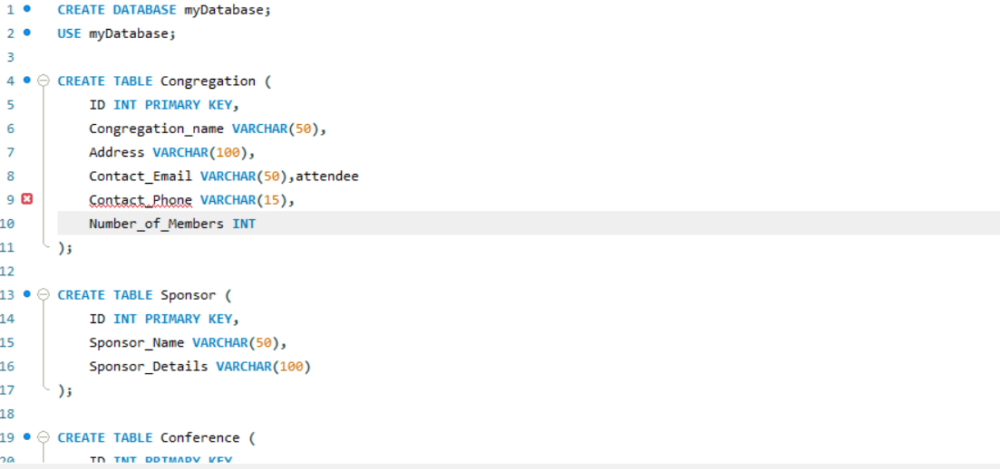 1 CREATE DATABASE myDatabase;
2 USE myDatabase;
3
4 CREATE TABLE Congregation (
5 ID INT PRIMARY KEY,
6 Congregation_name VARCHAR(50),
7 Address VARCHAR(100),
8 Contact_Email VARCHAR(50),attendee
9 Contact_Phone VARCHAR(15),
10 Number_of_Members INT
11 );
12
13 CREATE TABLE Sponsor (
14 ID INT PRIMARY KEY,
15 Sponsor_Name VARCHAR(50),
16 Sponsor_Details VARCHAR(100)
17 );
18
19 CREATE TABLE Conference (
20 ID INT PRIMARY KEY